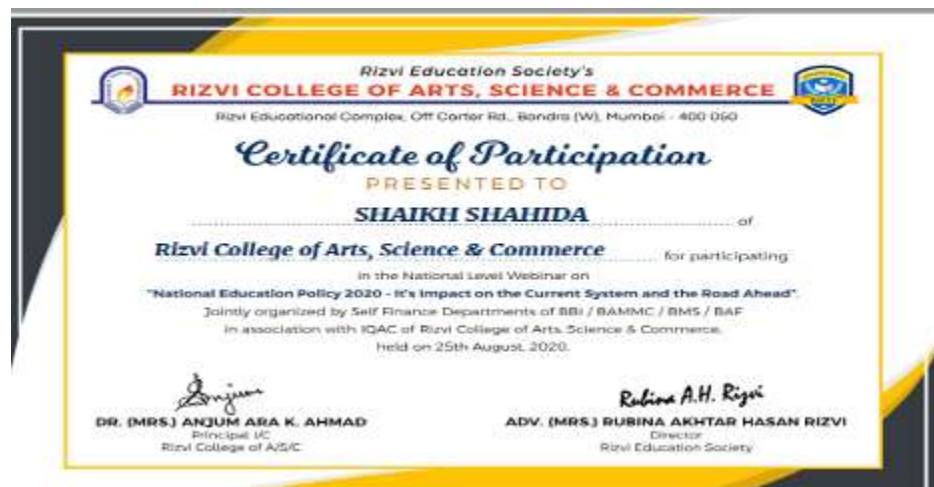 Rizvi Education Society's
RIZVI COLLEGE OF ARTS, SCIENCE & COMMERCE
Rizvi Educational Complex, Off Carter Rd., Bandra (W), Mumbai - 400 050
Certificate of Participation
PRESENTED TO
SHAIKH SHAHIDA of
Rizvi College of Arts, Science & Commerce for participating
in the National Level Webinar on
"National Education Policy 2020 - It's Impact on the Current System and the Road Ahead".
Jointly organized by Self Finance Departments of BBI / BAMMC / BMS / BAF
in association with IQAC of Rizvi College of Arts, Science & Commerce,
held on 25th August, 2020.
Anjum
Rubina A.H. Rizvi
DR. (MRS.) ANJUM ARA K. AHMAD
Principal I/C
Rizvi College of A/S/C
ADV. (MRS.) RUBINA AKHTAR HASAN RIZVI
Director
Rizvi Education Society